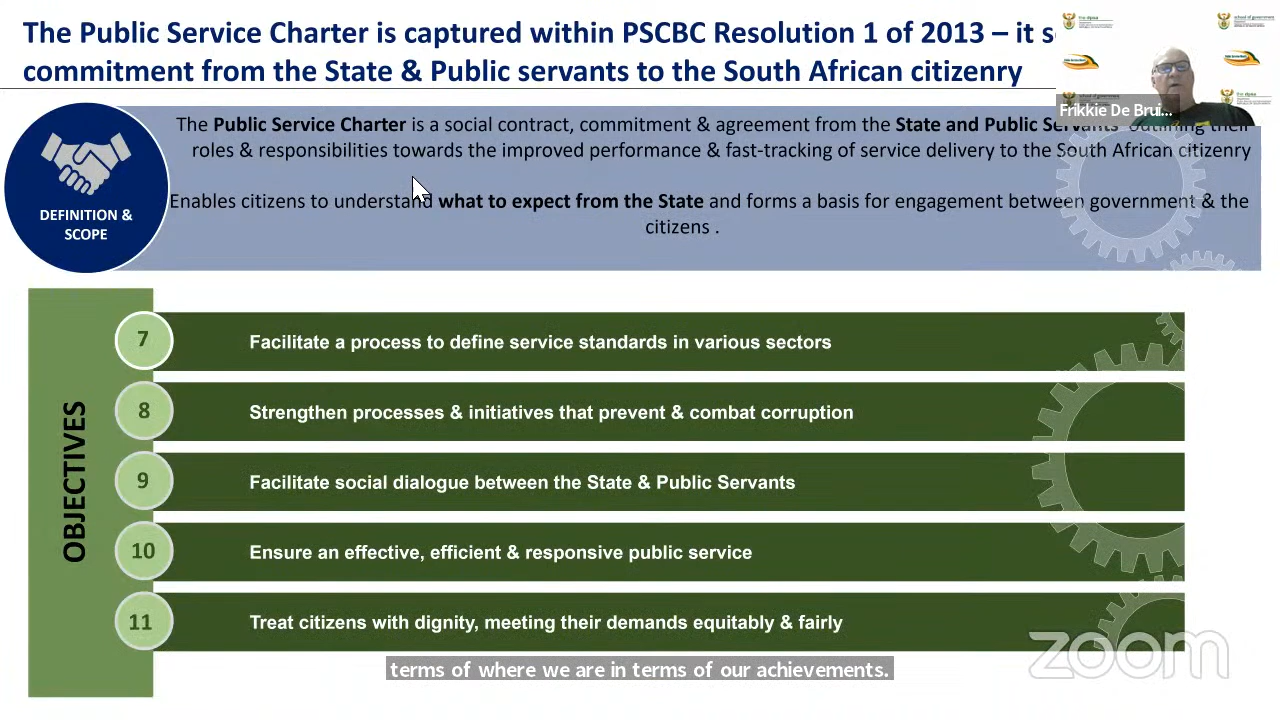 The Public Service Charter is captured within PSCBC Resolution 1 of 2013 – it s
commitment from the State & Public servants to the South African citizenry
Frikkie De Brui...
DEFINITION &
SCOPE
The Public Service Charter is a social contract, commitment & agreement from the State and Public Servants outlining their
roles & responsibilities towards the improved performance & fast-tracking of service delivery to the South African citizenry
Enables citizens to understand what to expect from the State and forms a basis for engagement between government & the
citizens .
OBJECTIVES
7 Facilitate a process to define service standards in various sectors
8 Strengthen processes & initiatives that prevent & combat corruption
9 Facilitate social dialogue between the State & Public Servants
10 Ensure an effective, efficient & responsive public service
11 Treat citizens with dignity, meeting their demands equitably & fairly
zoom
terms of where we are in terms of our achievements.